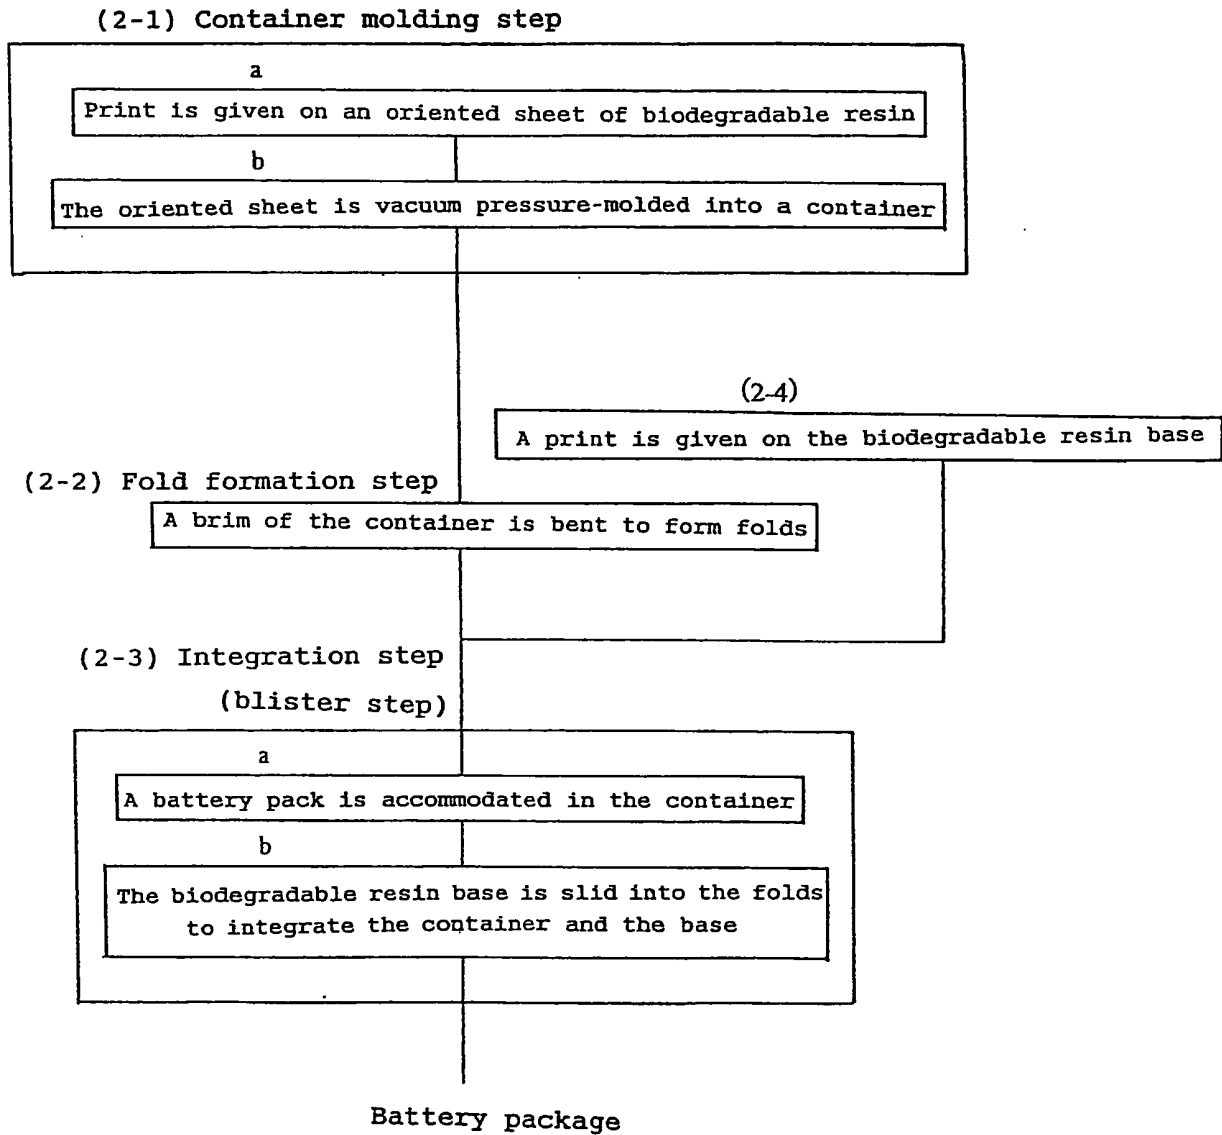 (2-1) Container molding step
a
Print is given on an oriented sheet of biodegradable resin
b
The oriented sheet is vacuum pressure-molded into a container
(2-4)
A print is given on the biodegradable resin base
(2-2) Fold formation step
A brim of the container is bent to form folds
(2-3) Integration step
(blister step)
a
A battery pack is accommodated in the container
b
The biodegradable resin base is slid into the folds
to integrate the container and the base
Battery package